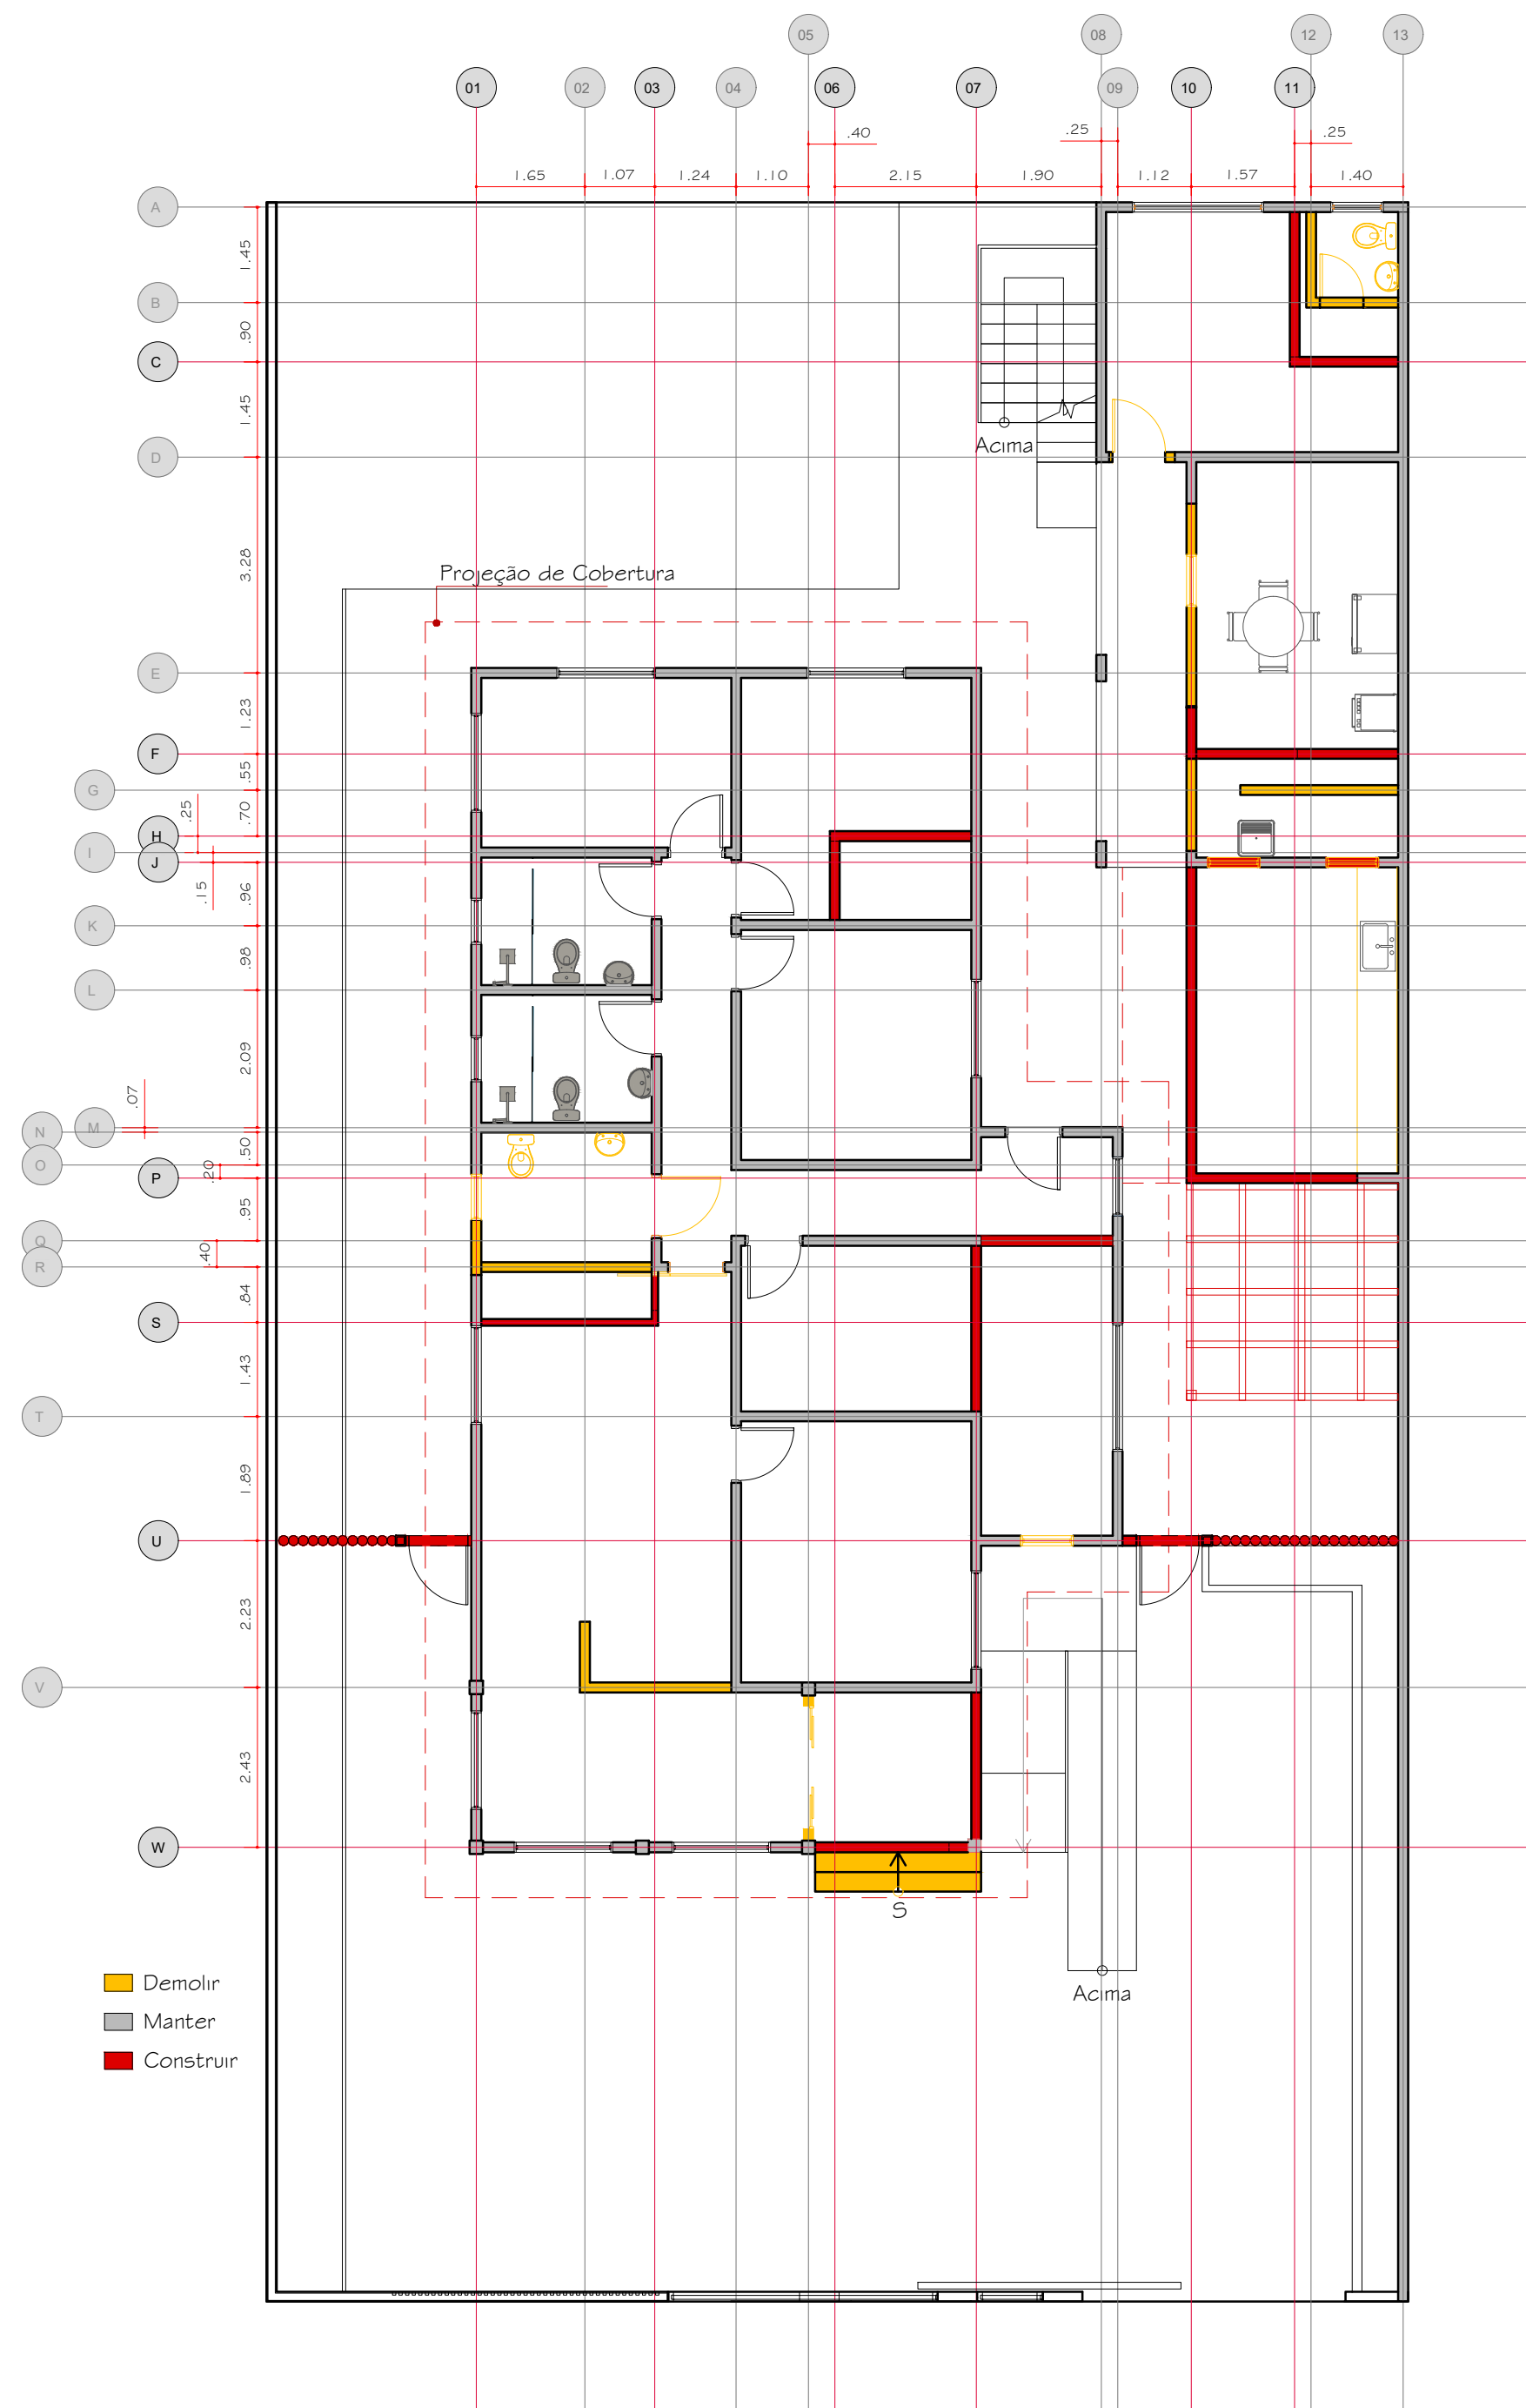 05 08 12 13
01 02 03 04 06 07 09 10 11
.40 .25 .25
1.65 1.07 1.24 1.10 2.15 1.90 1.12 1.57 1.40
A
1.45
B
.90
C
1.45
Acima
D
3.28
Projeção de Cobertura
E
1.23
F
.55
G
.25 .70
H
I
J
.15 .96
K
.98
L
2.09
.07
N M
.50
O
.20
P
.95
Q
.40
R
.84
S
1.43
T
1.89
U
2.23
V
2.43
W
S
Demolir
Acima
Manter
Construir